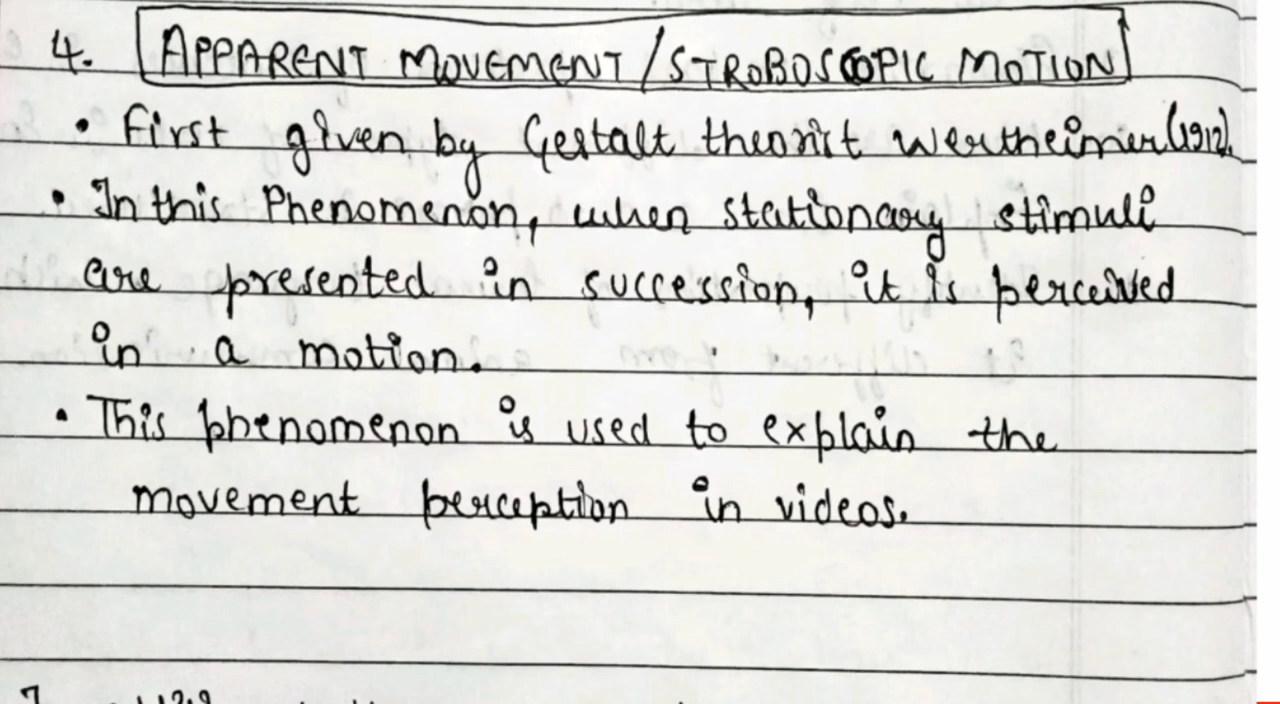 4. APPARENT MOVEMENT / STROBOSCOPIC MOTION
• First given by Gestalt theorist Wertheimer (1912).
• In this Phenomenon, when stationary stimuli
are presented in succession, it is perceived
in a motion.
• This phenomenon is used to explain the
movement perception in videos.